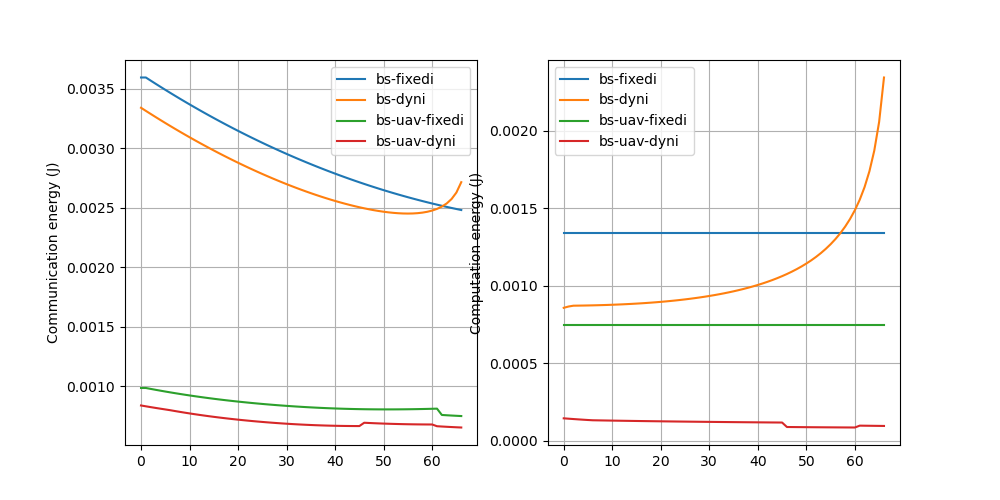 Communication energy (J)
0.0035
0.0030
0.0025
0.0020
0.0015
0.0010
0 10 20 30 40 50 60
bs-fixedi
bs-dyni
bs-uav-fixedi
bs-uav-dyni
Computation energy (J)
0.0020
0.0015
0.0010
0.0005
0.0000
0 10 20 30 40 50 60
bs-fixedi
bs-dyni
bs-uav-fixedi
bs-uav-dyni